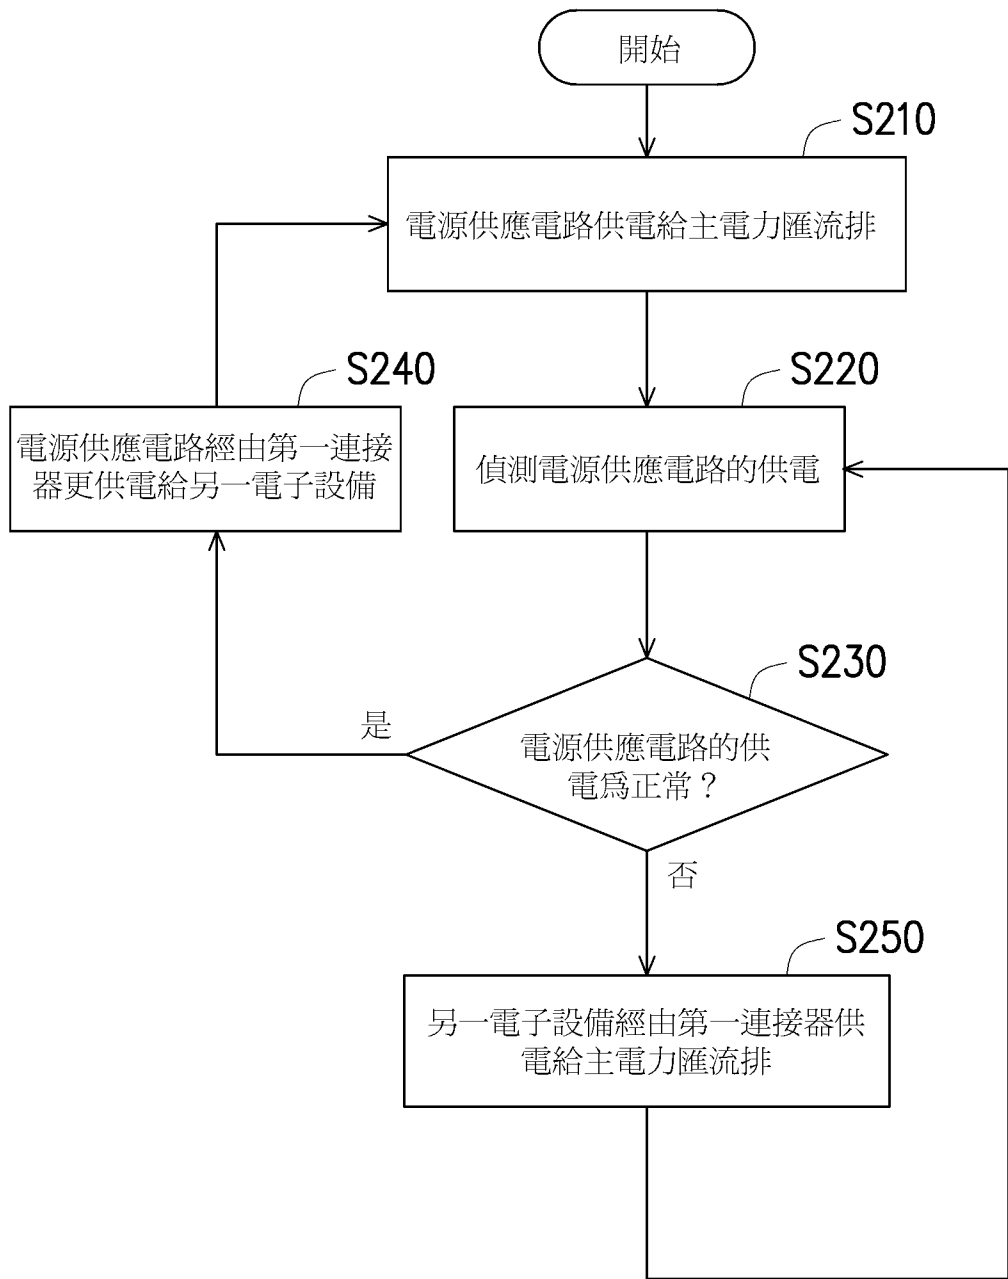 開始
S210
電源供應電路供電給主電力匯流排
S240
電源供應電路經由第一連接
器更供電給另一電子設備
S220
偵測電源供應電路的供電
S230
是
電源供應電路的供
電爲正常？
否
S250
另一電子設備經由第一連接器供
電給主電力匯流排